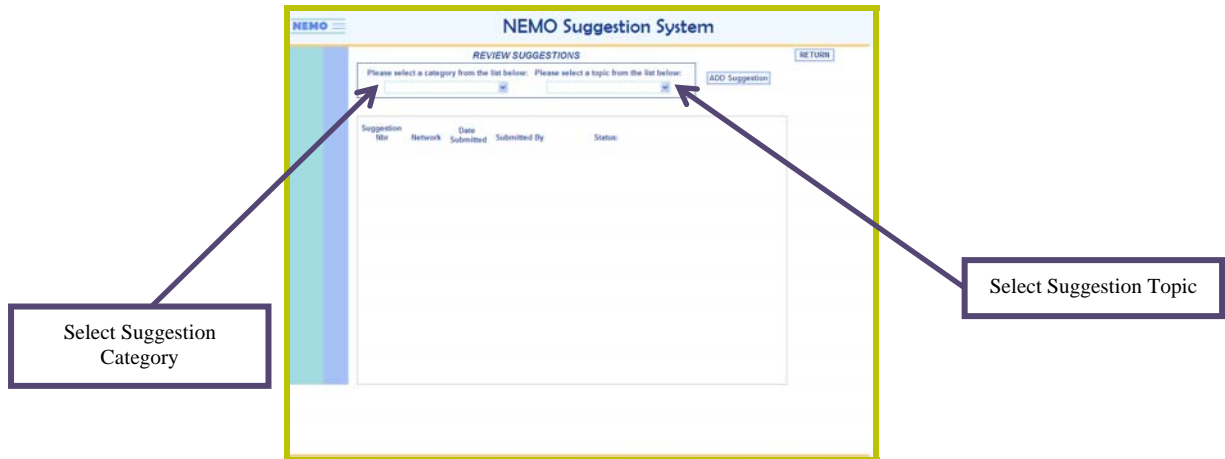 NEMO
NEMO Suggestion System
REVIEW SUGGESTIONS
RETURN
Please select a category from the list below: Please select a topic from the list below:
ADD Suggestion
Suggestion
Nbr
Network
Date
Submitted
Submitted By
Status:
Select Suggestion Topic
Select Suggestion
Category